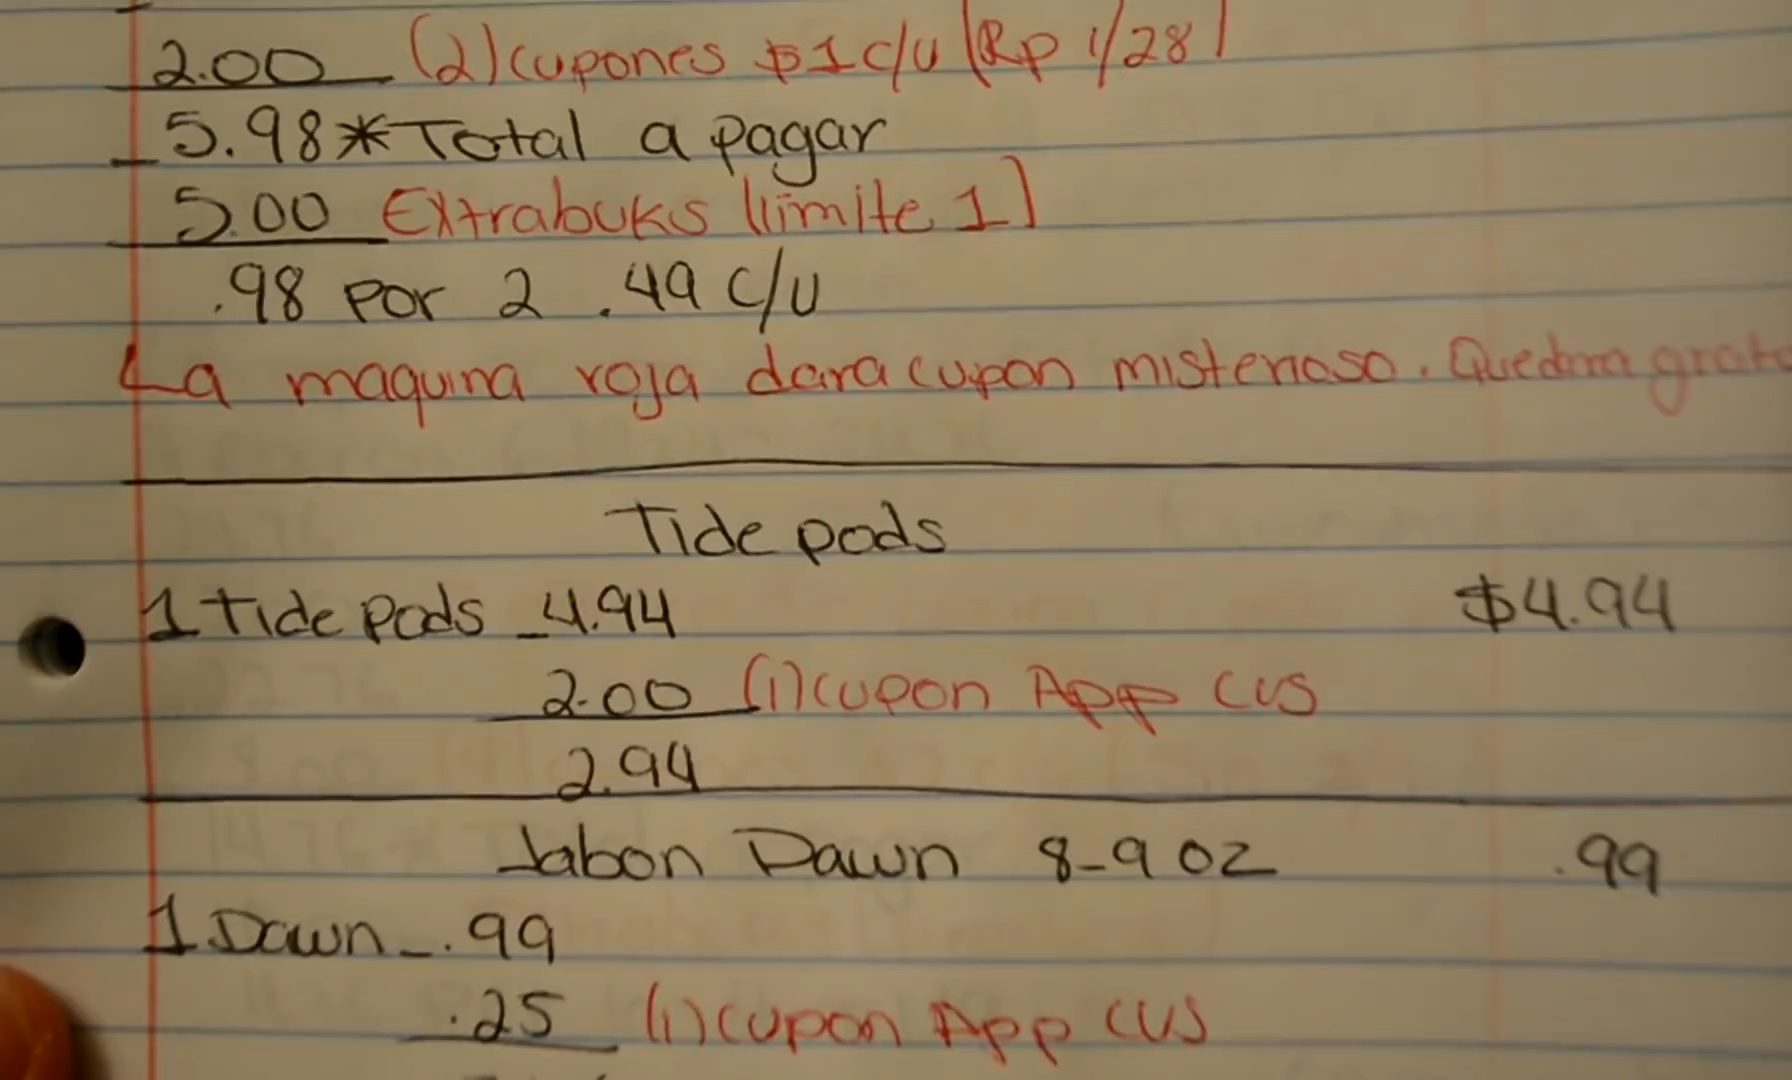 2.00 (2) cupones $1 c/u (Rp 1/28)
5.98 * Total a pagar
5.00 Extrabuks (limite 1)
.98 por 2 .49 c/u
La maquina roja dara cupon misterioso. Quedara gratis
Tide pods
1 Tide Pods _ 4.94 $4.94
2.00 (1) cupon App CVS
2.94
Jabon Dawn 8-9 oz .99
1 Dawn _ .99
.25 (1) cupon App CVS